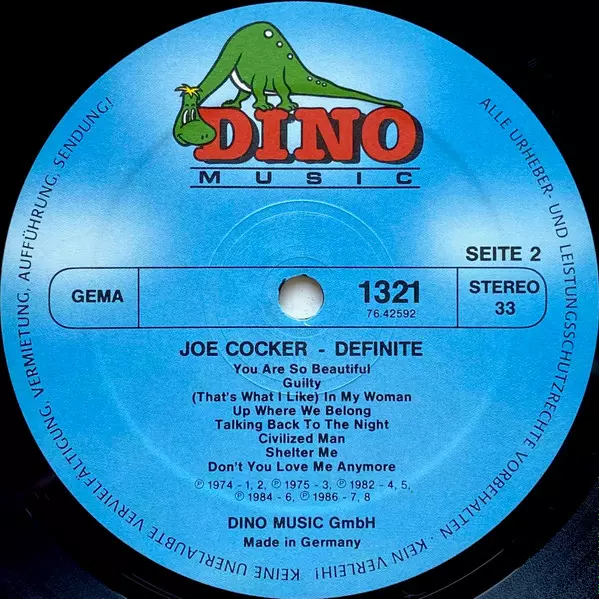 DINO
MUSIC
SEITE 2
GEMA
1321
76.42592
STEREO
33
JOE COCKER - DEFINITE
You Are So Beautiful
Guilty
(That's What I Like) In My Woman
Up Where We Belong
Talking Back To The Night
Civilized Man
Shelter Me
Don't You Love Me Anymore
Ⓟ 1974 - 1, 2, Ⓟ 1975 - 3, Ⓟ 1982 - 4, 5,
Ⓟ 1984 - 6, Ⓟ 1986 - 7, 8
DINO MUSIC GmbH
Made in Germany
ALLE URHEBER- UND LEISTUNGSSCHUTZRECHTE VORBEHALTEN · KEIN VERLEIH! · KEINE UNERLAUBTE VERVIELFÄLTIGUNG, VERMIETUNG, AUFFÜHRUNG, SENDUNG!